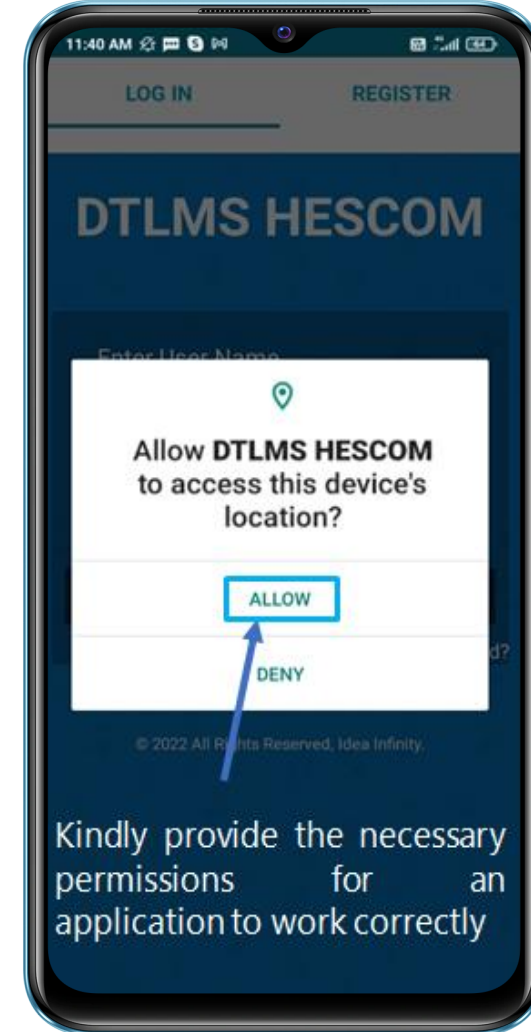 11:40 AM
LOG IN REGISTER
DTLMS HESCOM
Enter User Name
Allow DTLMS HESCOM
to access this device's
location?
ALLOW
d?
DENY
© 2022 All Rights Reserved, Idea Infinity.
Kindly provide the necessary
permissions for an
application to work correctly